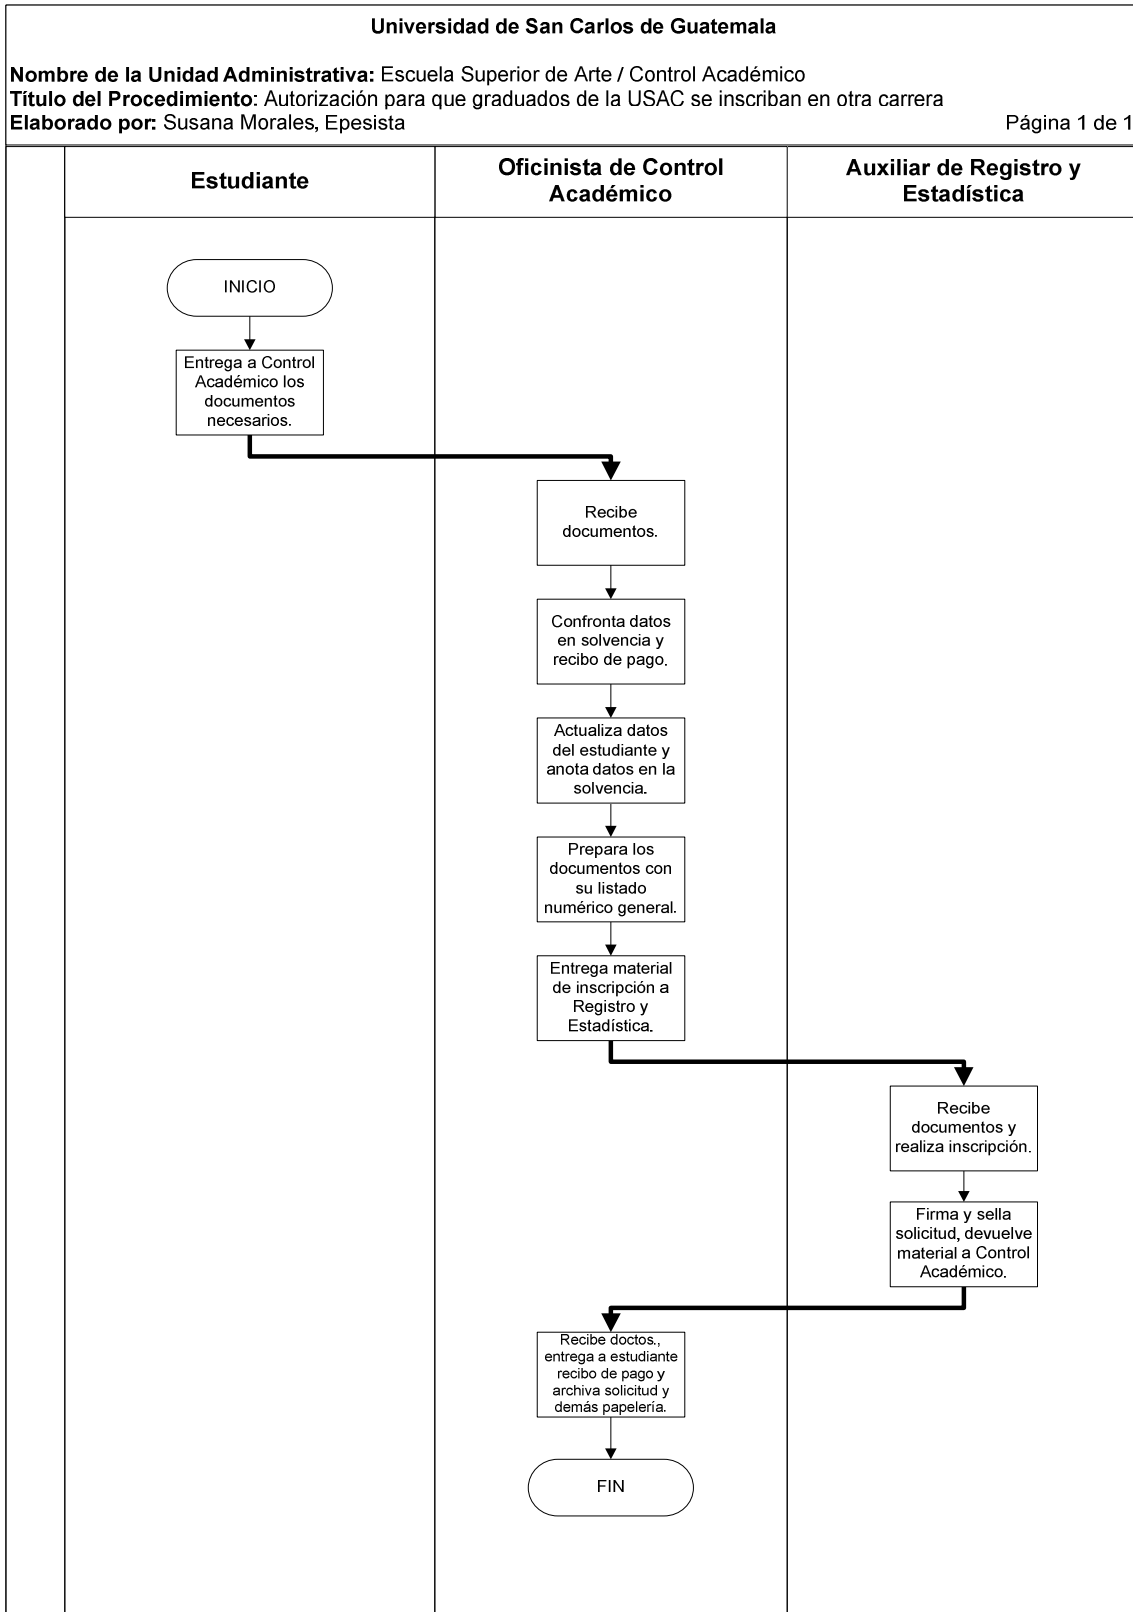 Universidad de San Carlos de Guatemala
Nombre de la Unidad Administrativa: Escuela Superior de Arte / Control Académico
Título del Procedimiento: Autorización para que graduados de la USAC se inscriban en otra carrera
Elaborado por: Susana Morales, Epesista
Página 1 de 1
Estudiante
Oficinista de Control
Académico
Auxiliar de Registro y
Estadística
INICIO
Entrega a Control
Académico los
documentos
necesarios.
Recibe
documentos.
Confronta datos
en solvencia y
recibo de pago.
Actualiza datos
del estudiante y
anota datos en la
solvencia.
Prepara los
documentos con
su listado
numérico general.
Entrega material
de inscripción a
Registro y
Estadística.
Recibe
documentos y
realiza inscripción.
Firma y sella
solicitud, devuelve
material a Control
Académico.
Recibe doctos.,
entrega a estudiante
recibo de pago y
archiva solicitud y
demás papelería.
FIN